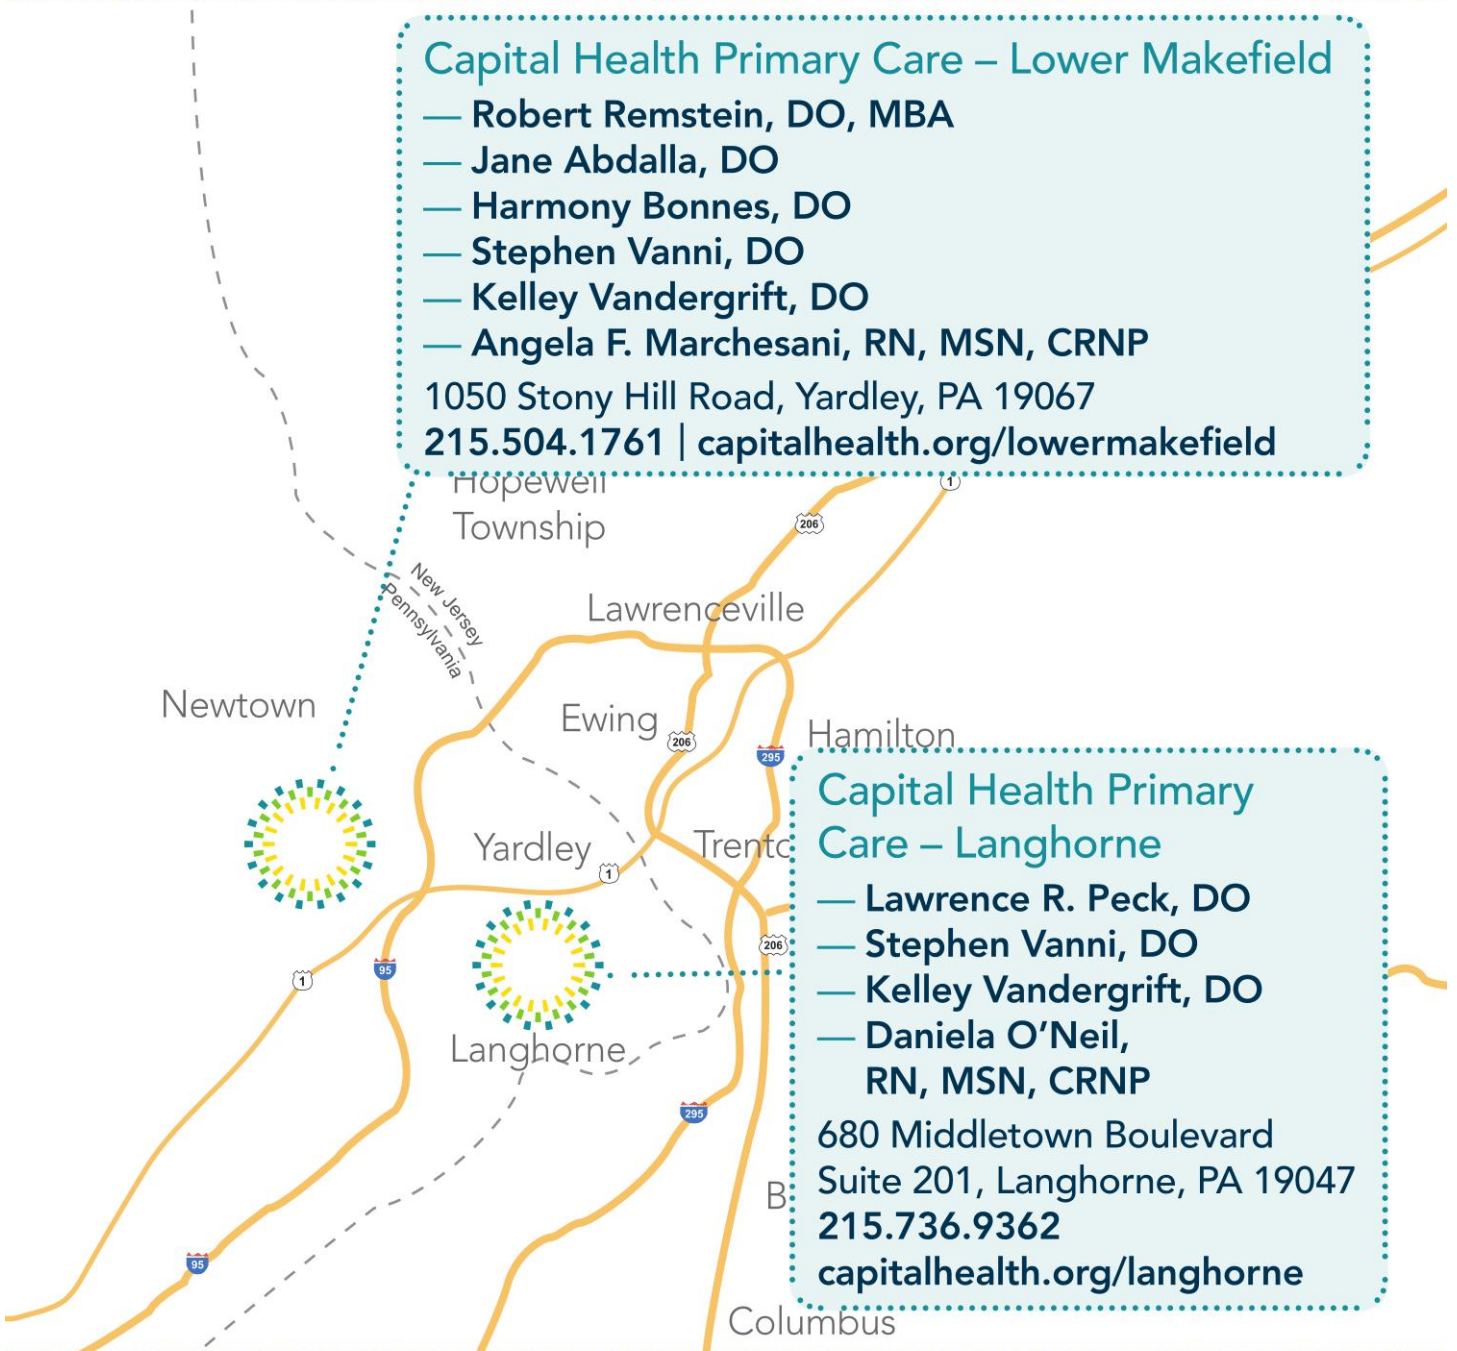 Capital Health Primary Care – Lower Makefield
— Robert Remstein, DO, MBA
— Jane Abdalla, DO
— Harmony Bonnes, DO
— Stephen Vanni, DO
— Kelley Vandergrift, DO
— Angela F. Marchesani, RN, MSN, CRNP
1050 Stony Hill Road, Yardley, PA 19067
215.504.1761 | capitalhealth.org/lowermakefield
Hopewell
Township
1
206
New Jersey
Pennsylvania
Lawrenceville
Newtown
Ewing
206
295
Hamilton
Yardley
1
Trento
206
95
1
Langhorne
295
95
B
Columbus
Capital Health Primary
Care – Langhorne
— Lawrence R. Peck, DO
— Stephen Vanni, DO
— Kelley Vandergrift, DO
— Daniela O’Neil,
RN, MSN, CRNP
680 Middletown Boulevard
Suite 201, Langhorne, PA 19047
215.736.9362
capitalhealth.org/langhorne